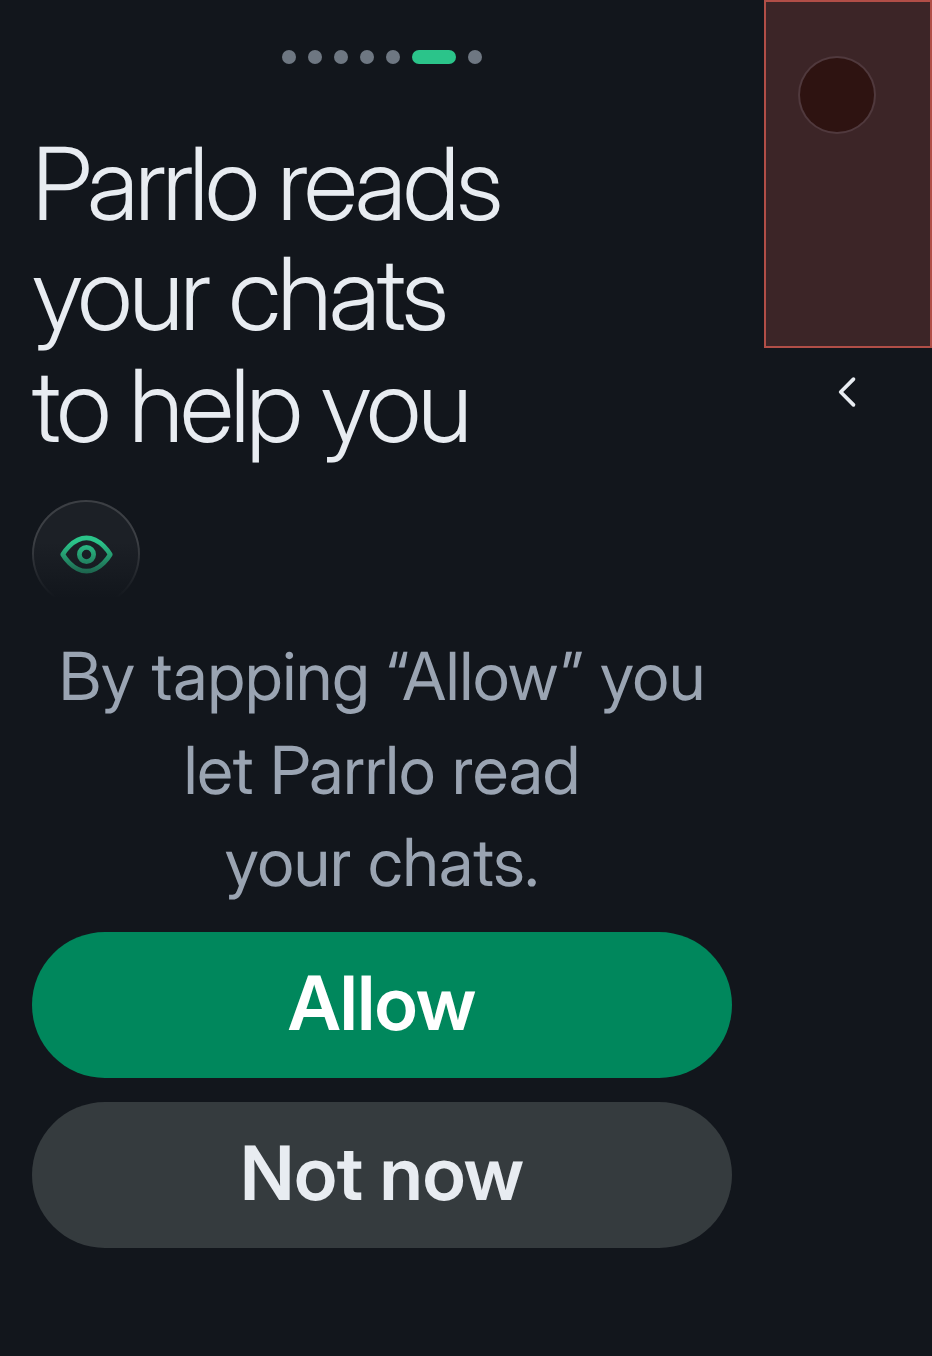 Parrlo reads
your chats
to help you
By tapping “Allow” you
let Parrlo read
your chats.
Allow
Not now